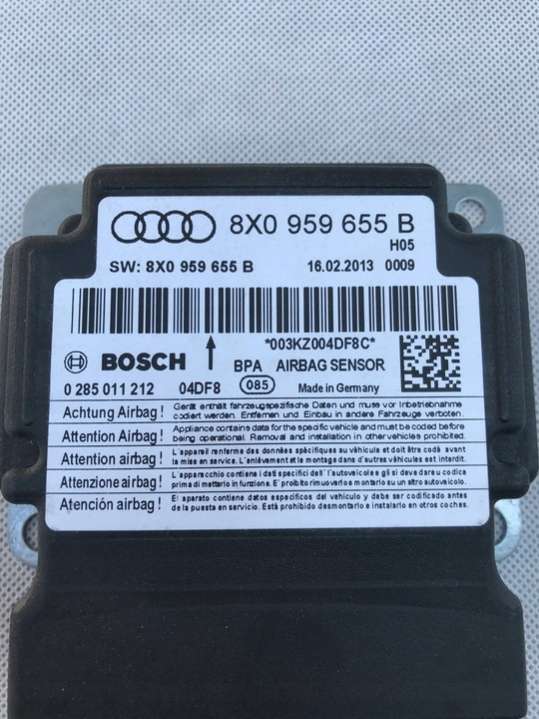 8X0 959 655 B
H05
SW: 8X0 959 655 B 16.02.2013 0009
*003KZ004DF8C*
BOSCH BPA AIRBAG SENSOR
0 285 011 212 04DF8 085 Made in Germany
Achtung Airbag! Gerät enthält fahrzeugspezifische Daten und muss vor Inbetriebnahme
codiert werden. Entfernen und Einbau in andere Fahrzeuge verboten.
Attention Airbag! Appliance contains data for the specific vehicle and must be coded before
being operational. Removal and installation in other vehicles prohibited.
Attention airbag! L'appareil renferme des données spécifiques au véhicule et doit être codé avant
la mise en service. L'enlèvement et le montage dans d'autres véhicules est interdit.
Attenzione airbag! L'apparecchio contiene i dati specifici dell'autoveicolo e gli si deve dare u codica
prima di metterlo in funzione. E'proibito rimuoverlo o montarlo su un altro autoveicolo.
Atención airbag! El aparato contiene datos específicos del vehículo y debe ser codificado antes
de la puesta en servicio. Está prohibido desmontarlo e instalarlo en otros coches.